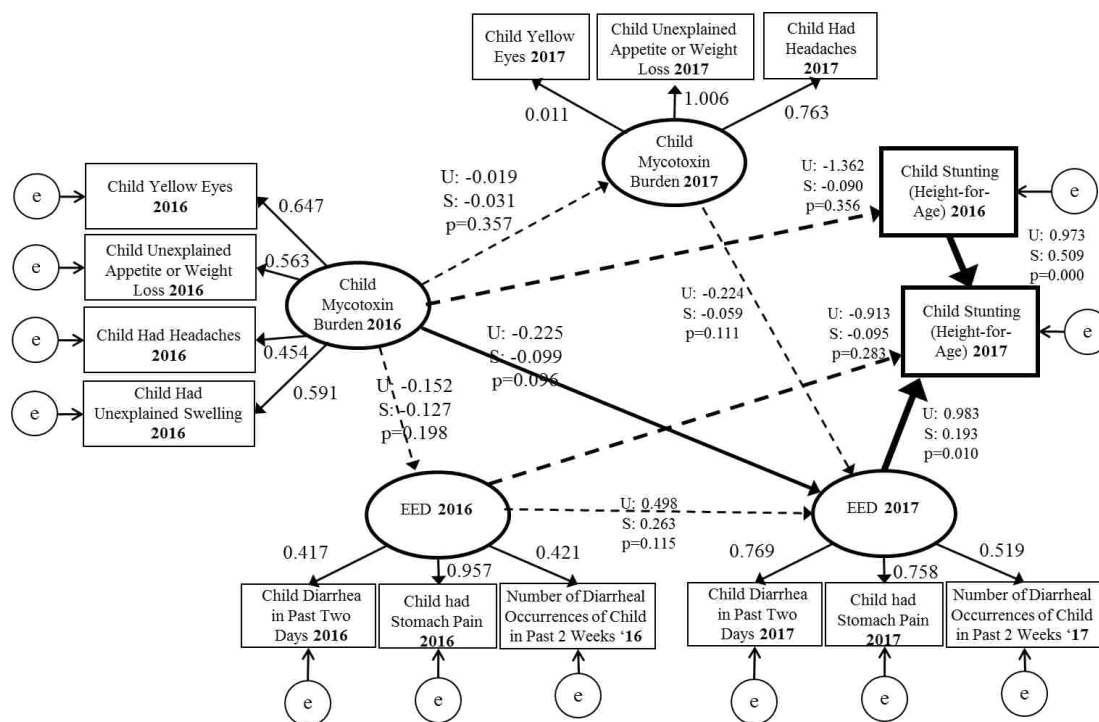 Child Yellow
Eyes 2017
Child Unexplained
Appetite or Weight
Loss 2017
Child Had
Headaches
2017
0.011
1.006
0.763
Child
Mycotoxin
Burden 2017
e
Child Yellow Eyes
2016
0.647
e
Child Unexplained
Appetite or Weight
Loss 2016
0.563
e
Child Had Headaches
2016
0.454
e
Child Had
Unexplained Swelling
2016
0.591
Child
Mycotoxin
Burden 2016
U: -0.019
S: -0.031
p=0.357
U: -1.362
S: -0.090
p=0.356
Child Stunting
(Height-for-
Age) 2016
e
U: 0.973
S: 0.509
p=0.000
Child Stunting
(Height-for-
Age) 2017
e
U: -0.224
S: -0.059
p=0.111
U: -0.913
S: -0.095
p=0.283
U: -0.225
S: -0.099
p=0.096
U: -0.152
S: -0.127
p=0.198
U: 0.983
S: 0.193
p=0.010
EED 2016
U: 0.498
S: 0.263
p=0.115
EED 2017
0.417
0.957
0.421
Child Diarrhea
in Past Two
Days 2016
Child had
Stomach Pain
2016
Number of Diarrheal
Occurrences of Child
in Past 2 Weeks ‘16
e
e
e
0.769
0.758
0.519
Child Diarrhea
in Past Two
Days 2017
Child had
Stomach Pain
2017
Number of Diarrheal
Occurrences of Child
in Past 2 Weeks ‘17
e
e
e